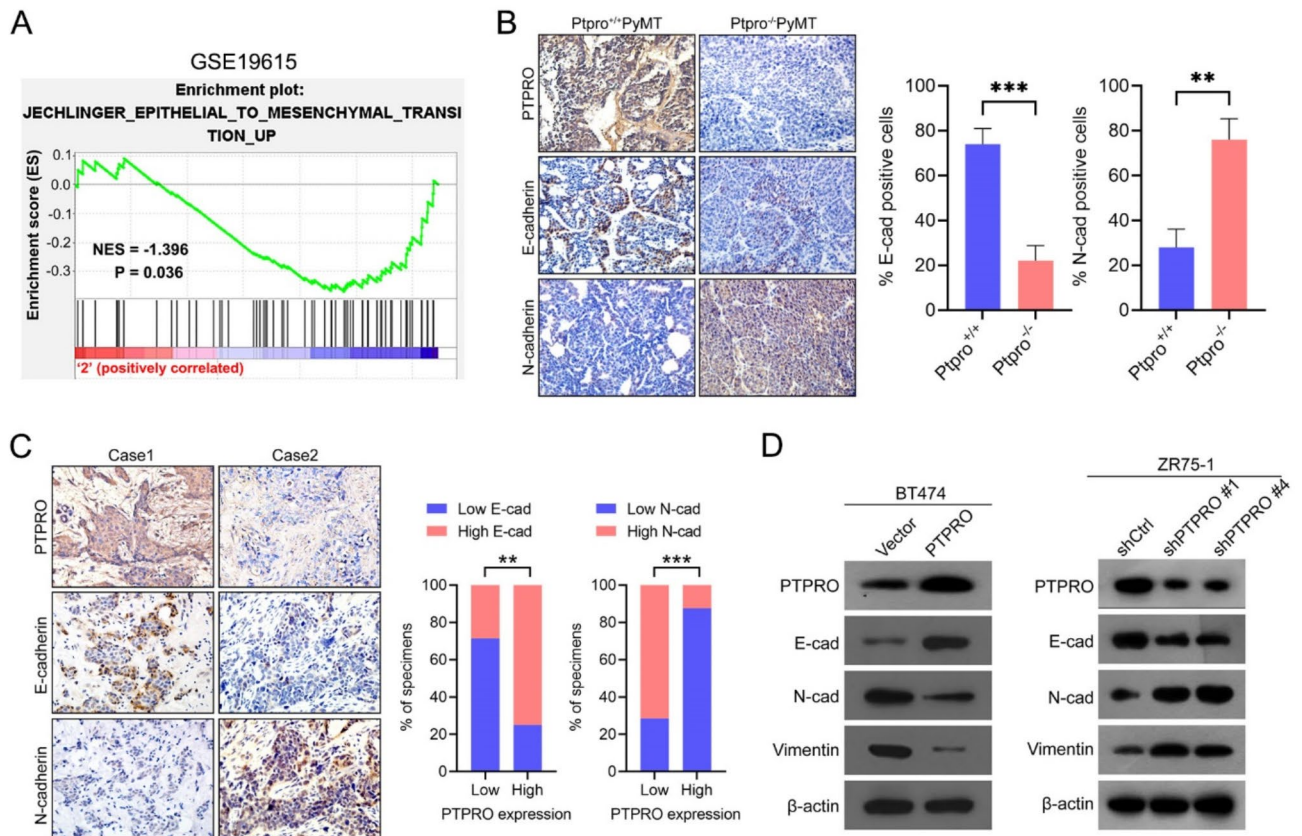 A
GSE19615
Enrichment plot:
JECHLINGER_EPITHELIAL_TO_MESENCHYMAL_TRANSI
TION_UP
Enrichment score (ES)
0.1
0.0
-0.1
-0.2
-0.3
NES = -1.396
P = 0.036
'2' (positively correlated)
B
Ptpro+/+PyMT
Ptpro-/-PyMT
PTPRO
E-cadherin
N-cadherin
% E-cad positive cells
100
80
60
40
20
0
***
Ptpro+/+
Ptpro-/-
% N-cad positive cells
100
80
60
40
20
0
**
Ptpro+/+
Ptpro-/-
C
Case1
Case2
PTPRO
E-cadherin
N-cadherin
Low E-cad
High E-cad
**
% of specimens
100
80
60
40
20
0
Low High
PTPRO expression
Low N-cad
High N-cad
***
% of specimens
100
80
60
40
20
0
Low High
PTPRO expression
D
BT474
Vector
PTPRO
PTPRO
E-cad
N-cad
Vimentin
β-actin
ZR75-1
shCtrl
shPTPRO #1
shPTPRO #4
PTPRO
E-cad
N-cad
Vimentin
β-actin